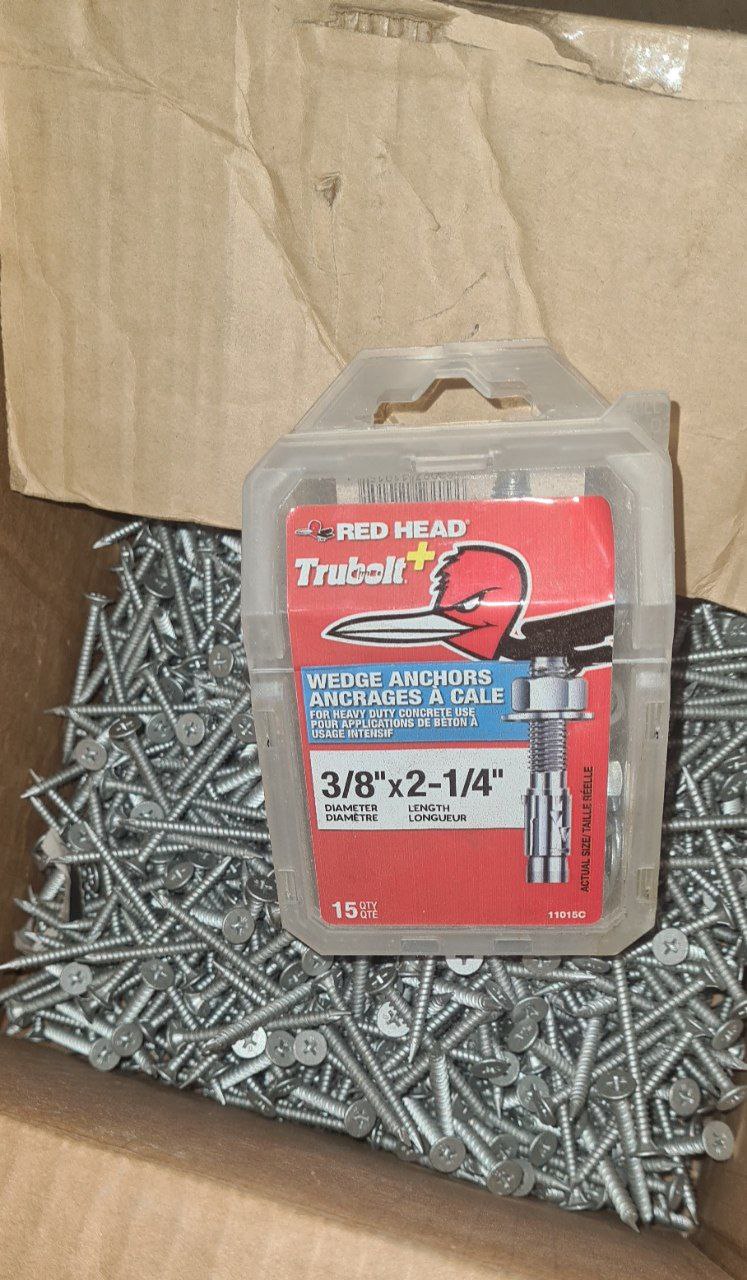 RED HEAD®
Trubolt+
WEDGE ANCHORS
ANCRAGES À CALE
FOR HEAVY DUTY CONCRETE USE
POUR APPLICATIONS DE BÉTON À
USAGE INTENSIF
3/8" x 2-1/4"
DIAMETER LENGTH
DIAMÈTRE LONGUEUR
ACTUAL SIZE/TAILLE RÉELLE
15 QTY
QTÉ
11015C